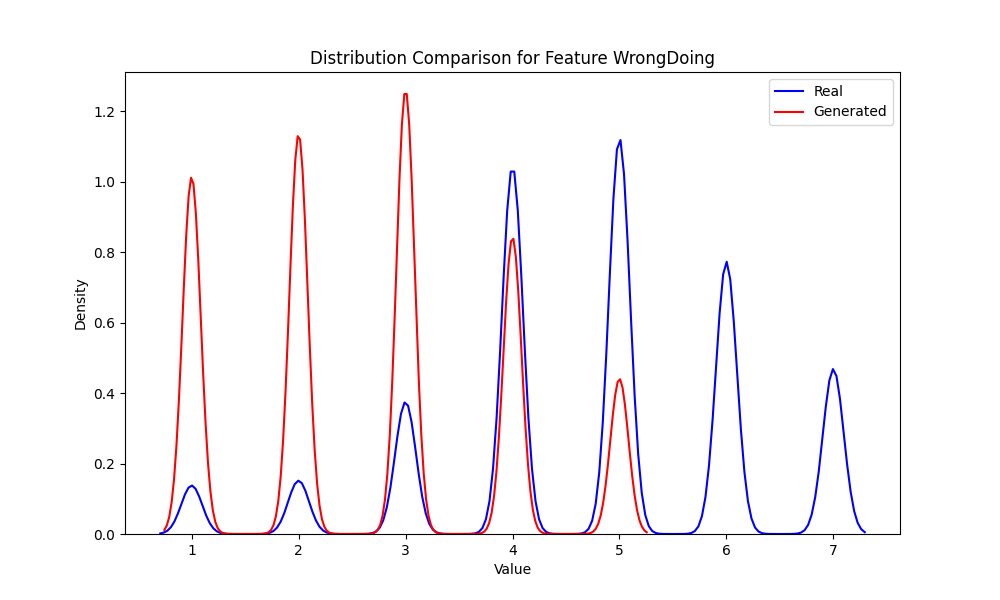 Distribution Comparison for Feature WrongDoing
Real
Generated
1.2
1.0
0.8
0.6
0.4
0.2
0.0
Density
1 2 3 4 5 6 7
Value